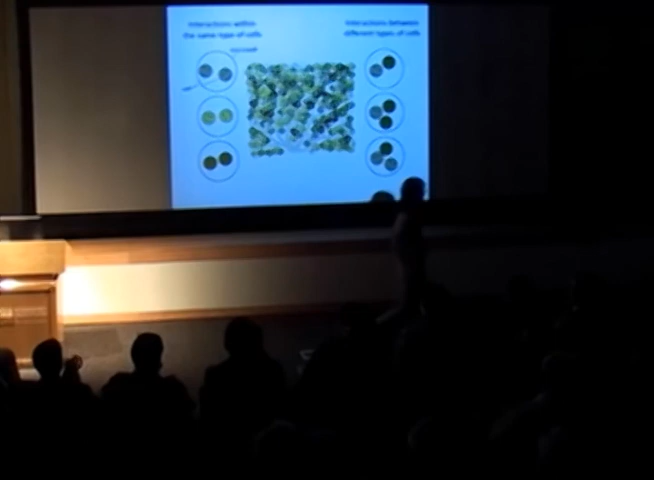 Interactions within
the same type of cells
Interactions between
different types of cells